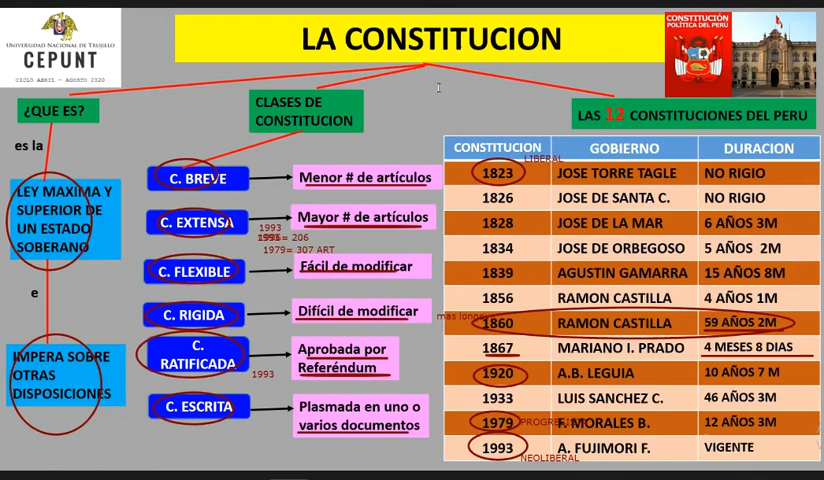 UNIVERSIDAD NACIONAL DE TRUJILLO
CEPUNT
CICLO ABRIL - AGOSTO 2020
LA CONSTITUCION
CONSTITUCIÓN
POLÍTICA DEL PERÚ
¿QUE ES?
es la
LEY MAXIMA Y
SUPERIOR DE
UN ESTADO
SOBERANO
e
IMPERA SOBRE
OTRAS
DISPOSICIONES
CLASES DE
CONSTITUCION
C. BREVE
Menor # de artículos
C. EXTENSA
Mayor # de artículos
1993
1993= 206
1979= 307 ART
C. FLEXIBLE
Fácil de modificar
C. RIGIDA
Difícil de modificar
C.
RATIFICADA
Aprobada por
Referéndum
1993
C. ESCRITA
Plasmada en uno o
varios documentos
LAS 12 CONSTITUCIONES DEL PERU
CONSTITUCION GOBIERNO DURACION
LIBERAL
1823 JOSE TORRE TAGLE NO RIGIO
1826 JOSE DE SANTA C. NO RIGIO
1828 JOSE DE LA MAR 6 AÑOS 3M
1834 JOSE DE ORBEGOSO 5 AÑOS 2M
1839 AGUSTIN GAMARRA 15 AÑOS 8M
1856 RAMON CASTILLA 4 AÑOS 1M
mas
1860 RAMON CASTILLA 59 AÑOS 2M
1867 MARIANO I. PRADO 4 MESES 8 DIAS
1920 A.B. LEGUIA 10 AÑOS 7 M
1933 LUIS SANCHEZ C. 46 AÑOS 3M
1979 F. MORALES B. 12 AÑOS 3M
1993 A. FUJIMORI F. VIGENTE
NEOLIBERAL